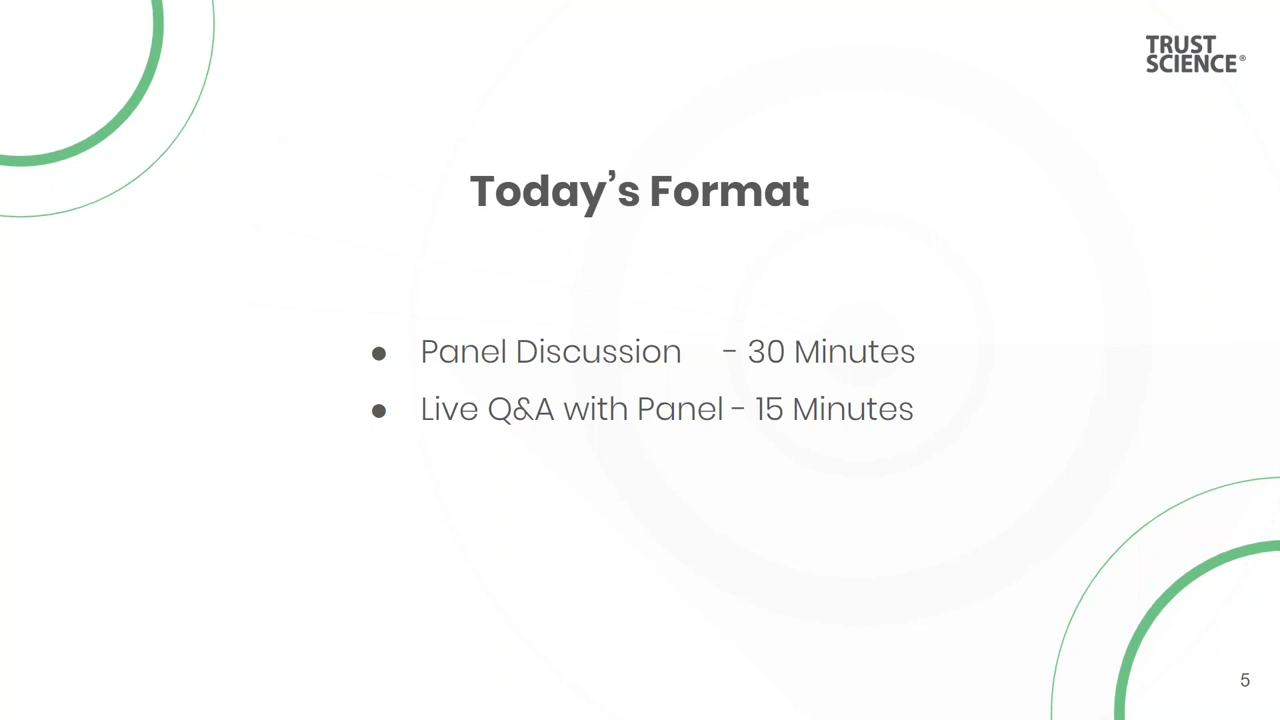 TRUST
SCIENCE®
Today's Format
● Panel Discussion - 30 Minutes
● Live Q&A with Panel - 15 Minutes
5